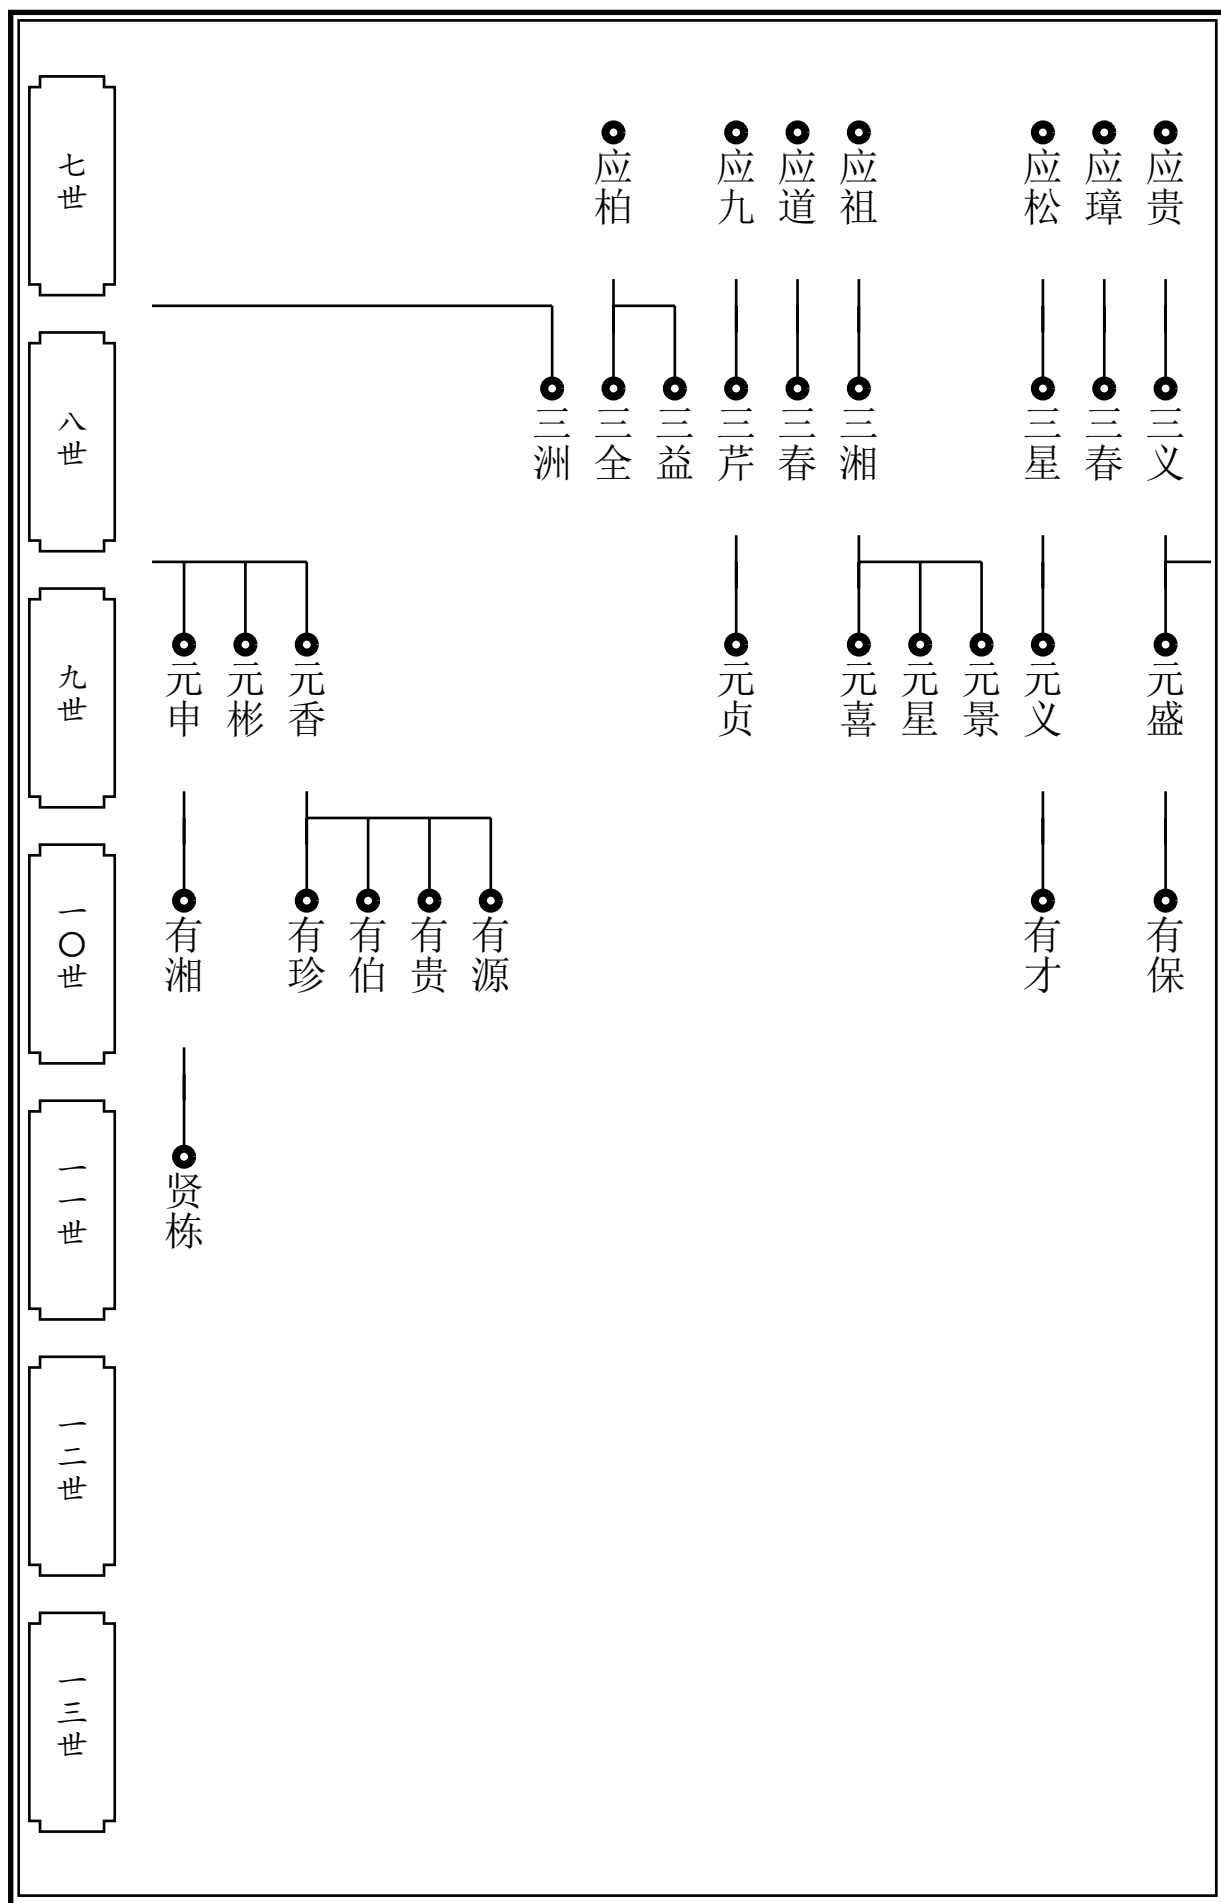 七世
应柏
应九
应道
应祖
应松
应璋
应贵
八世
三洲
三全
三益
三芹
三春
三湘
三星
三春
三义
九世
元申
元彬
元香
元贞
元喜
元星
元景
元义
元盛
一〇世
有湘
有珍
有伯
有贵
有源
有才
有保
一一世
贤栋
一二世
一三世